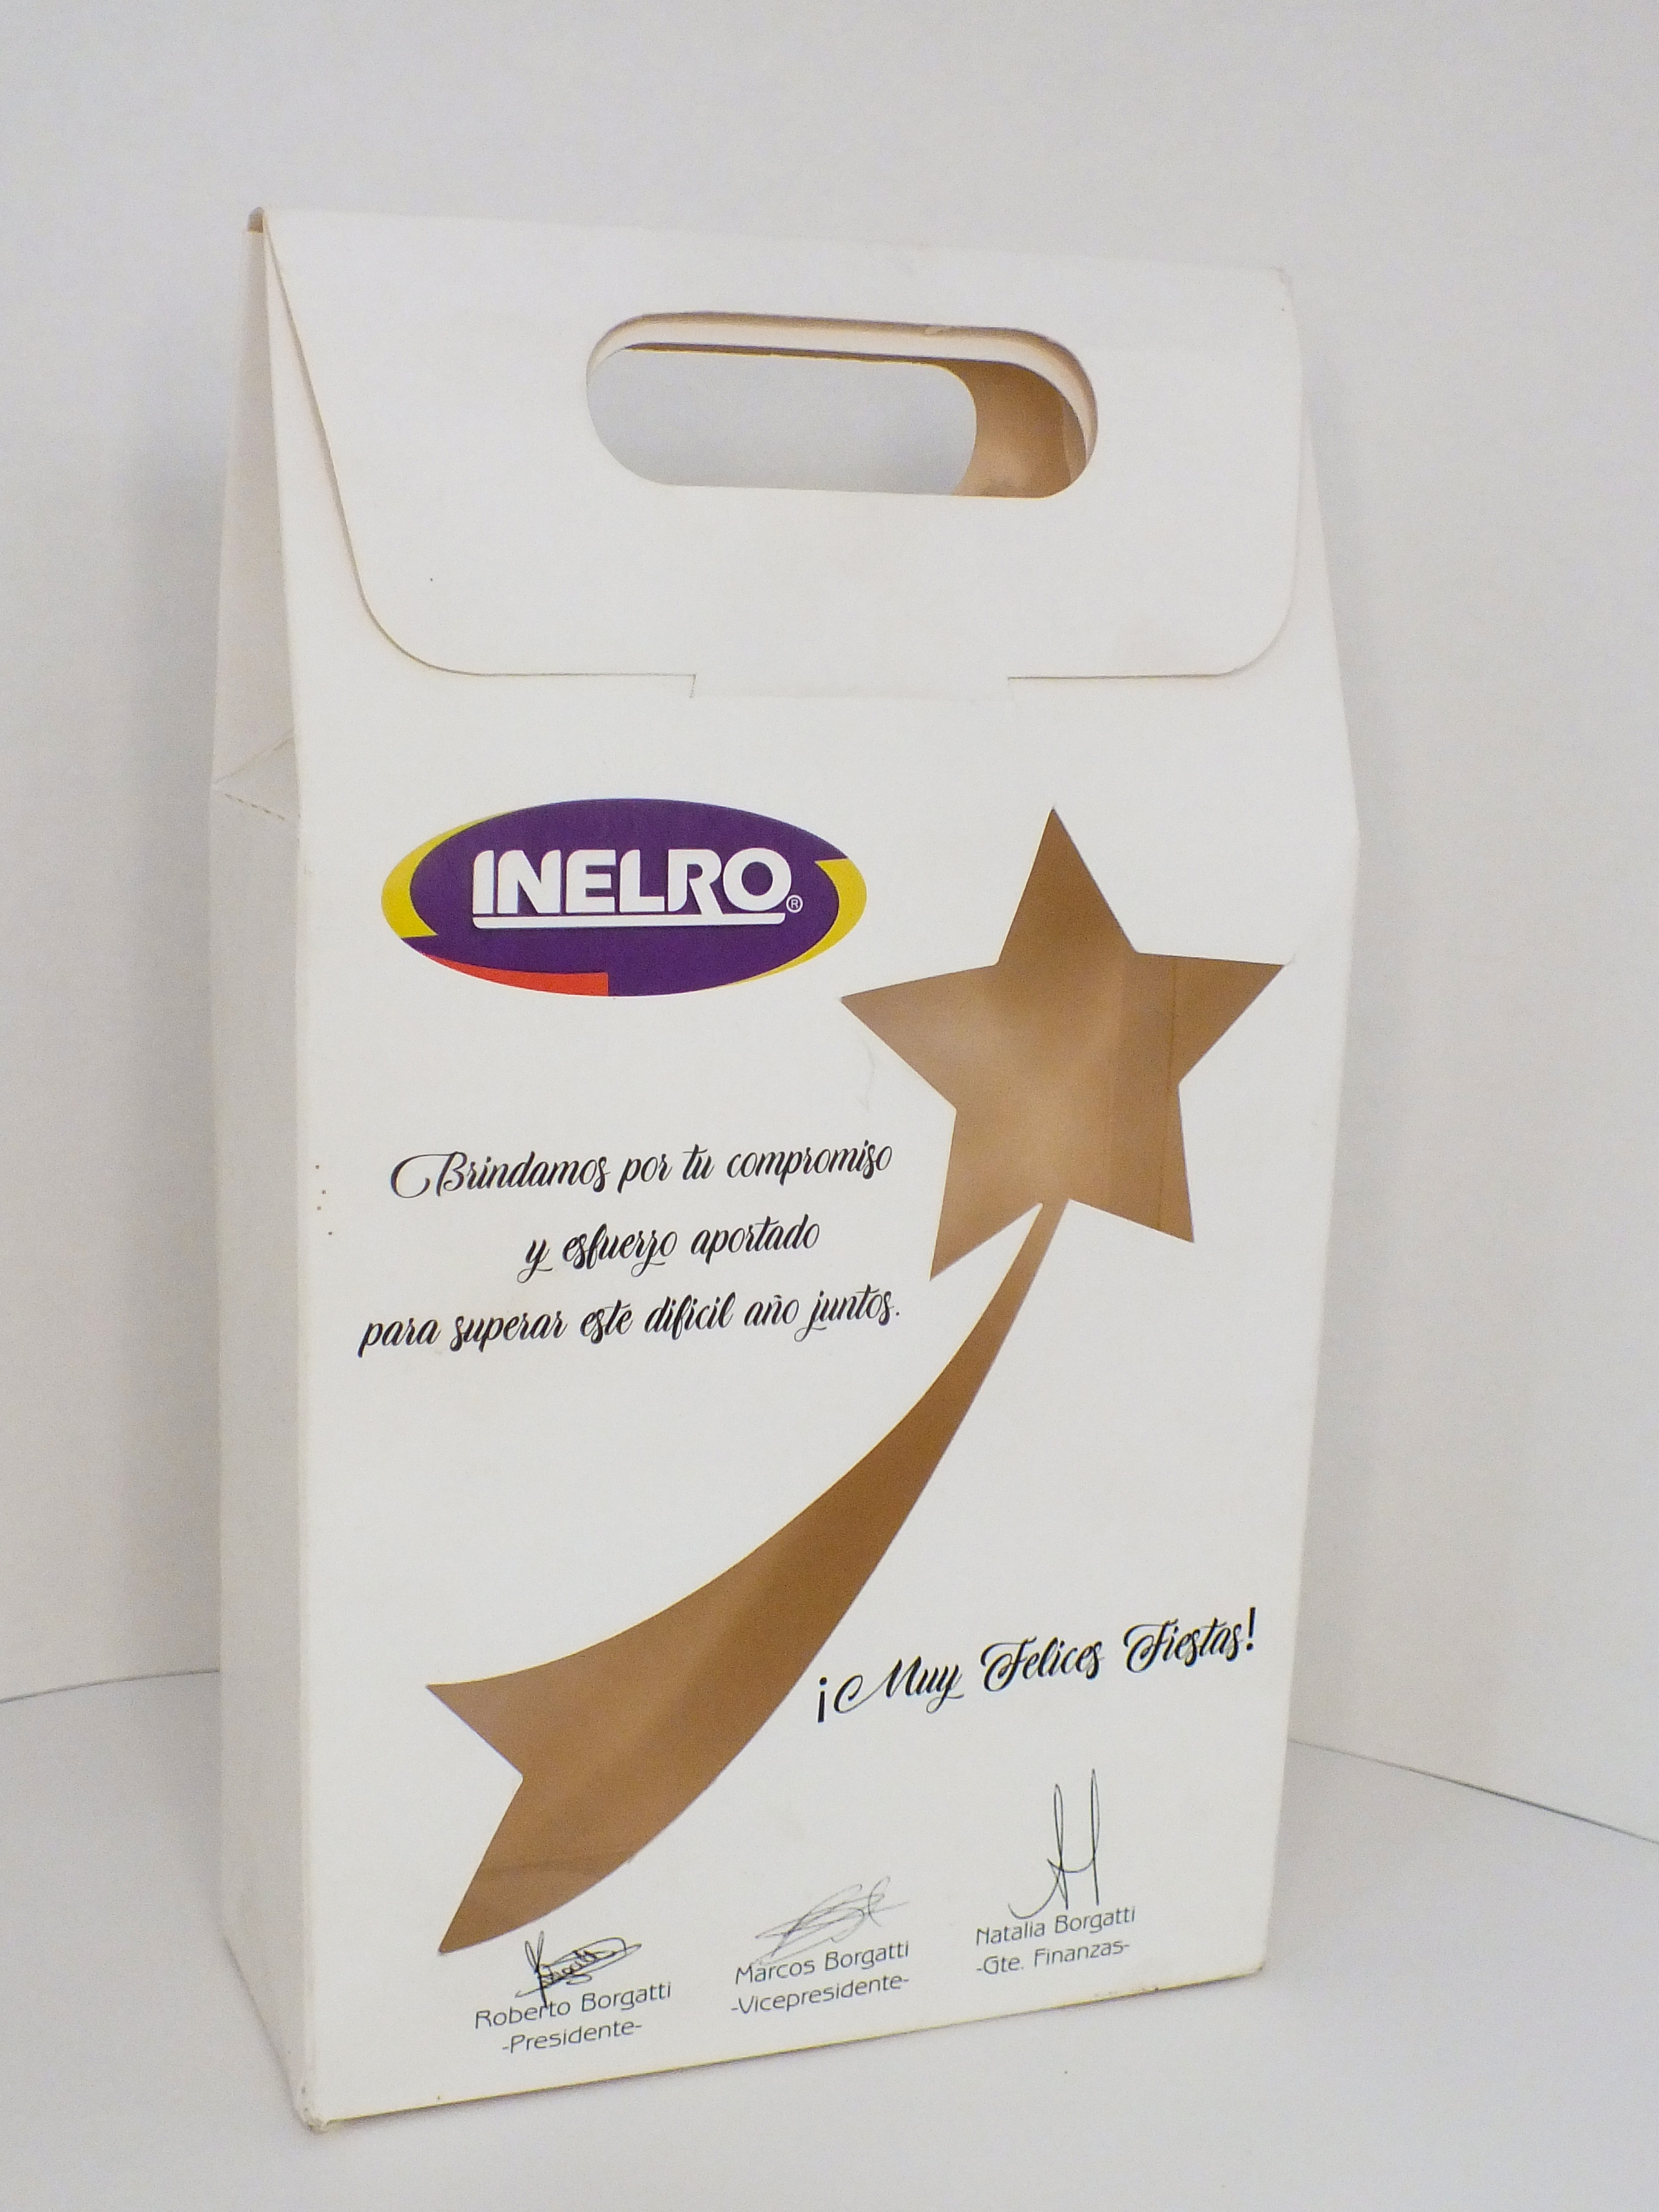 INELRO®
Brindamos por tu compromiso
y esfuerzo aportado
para superar este dificil año juntos.
¡Muy Felices Fiestas!
Roberto Borgatti
-Presidente-
Marcos Borgatti
-Vicepresidente-
Natalia Borgatti
-Gte. Finanzas-